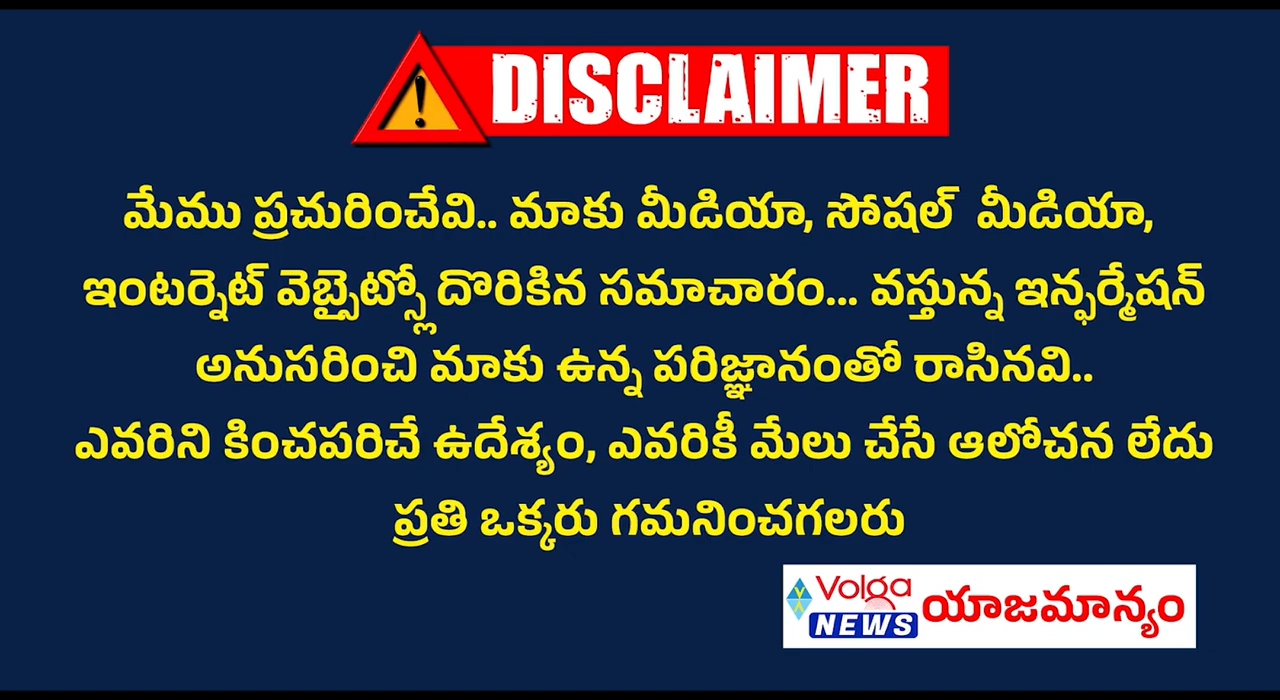 DISCLAIMER
మేము ప్రచురించేవి.. మాకు మీడియా, సోషల్ మీడియా,
ఇంటర్నెట్ వెబ్సైట్స్లో దొరికిన సమాచారం... వస్తున్న ఇన్ఫర్మేషన్
అనుసరించి మాకు ఉన్న పరిజ్ఞానంతో రాసినవి..
ఎవరిని కించపరిచే ఉదేశ్యం, ఎవరికీ మేలు చేసే ఆలోచన లేదు
ప్రతి ఒక్కరు గమనించగలరు
Volga NEWS యాజమాన్యం